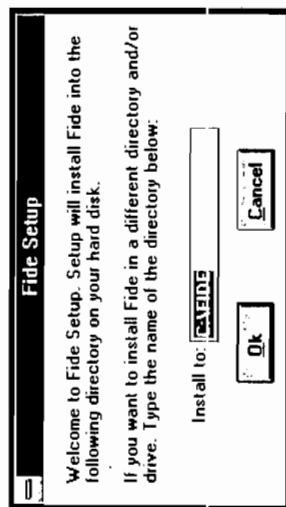 Fide Setup
Welcome to Fide Setup. Setup will install Fide into the
following directory on your hard disk.
If you want to install Fide in a different directory and/or
drive. Type the name of the directory below:
Install to: C:\FIDE
Ok
Cancel